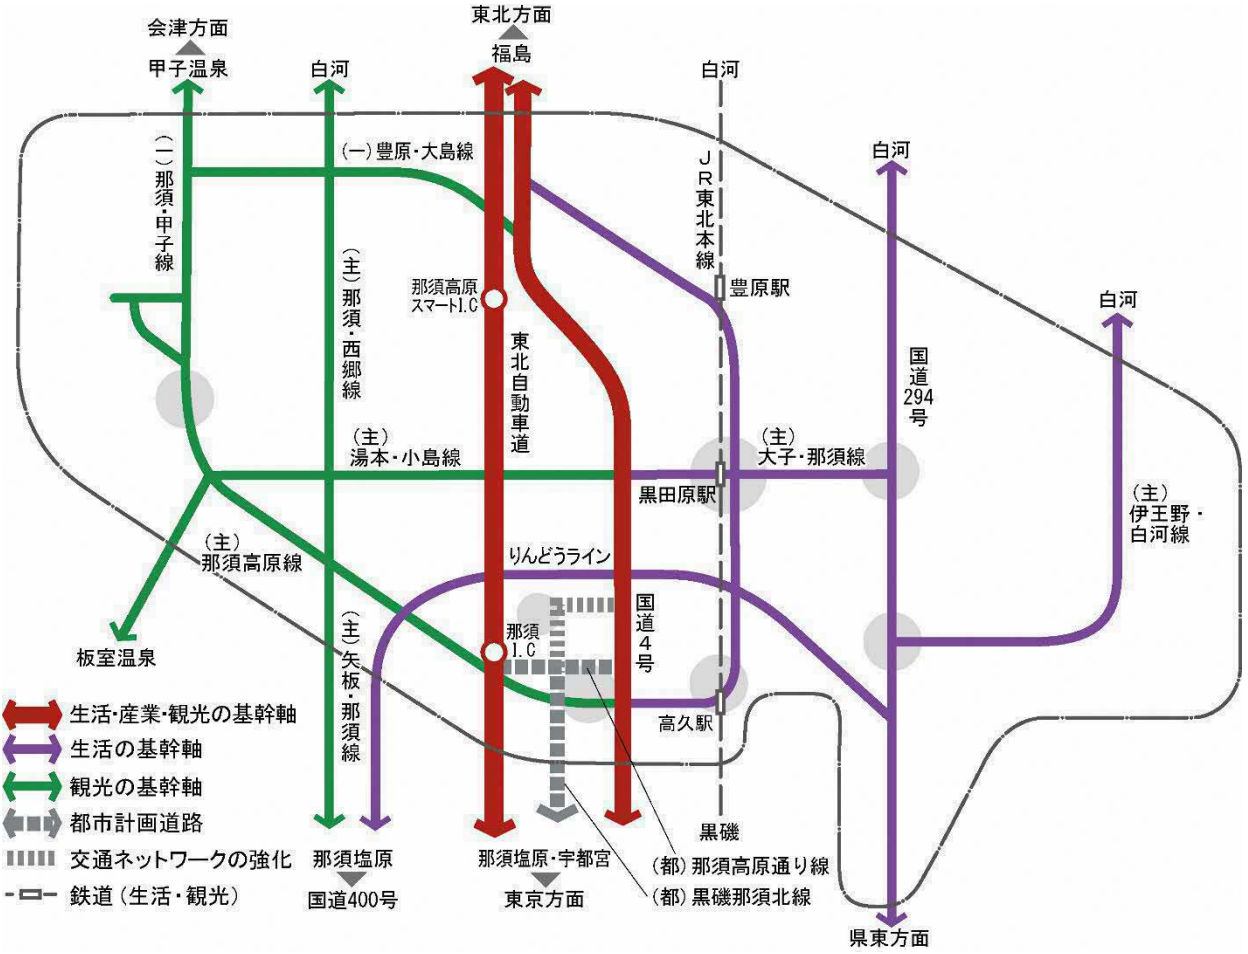 会津方面
甲子温泉
白河
東北方面
福島
白河
白河
白河
(一)那須・甲子線
(一)豊原・大島線
(主)那須・西郷線
JR東北本線
豊原駅
那須高原
スマートI.C
東北自動車道
国道294号
(主)
湯本・小島線
(主)
大子・那須線
黒田原駅
(主)
伊王野・
白河線
(主)
那須高原線
りんどうライン
国道4号
那須
I.C
板室温泉
(主)矢板・那須線
高久駅
生活・産業・観光の基幹軸
生活の基幹軸
観光の基幹軸
都市計画道路
交通ネットワークの強化
鉄道(生活・観光)
黒磯
那須塩原
国道400号
那須塩原・宇都宮
東京方面
(都)那須高原通り線
(都)黒磯那須北線
県東方面